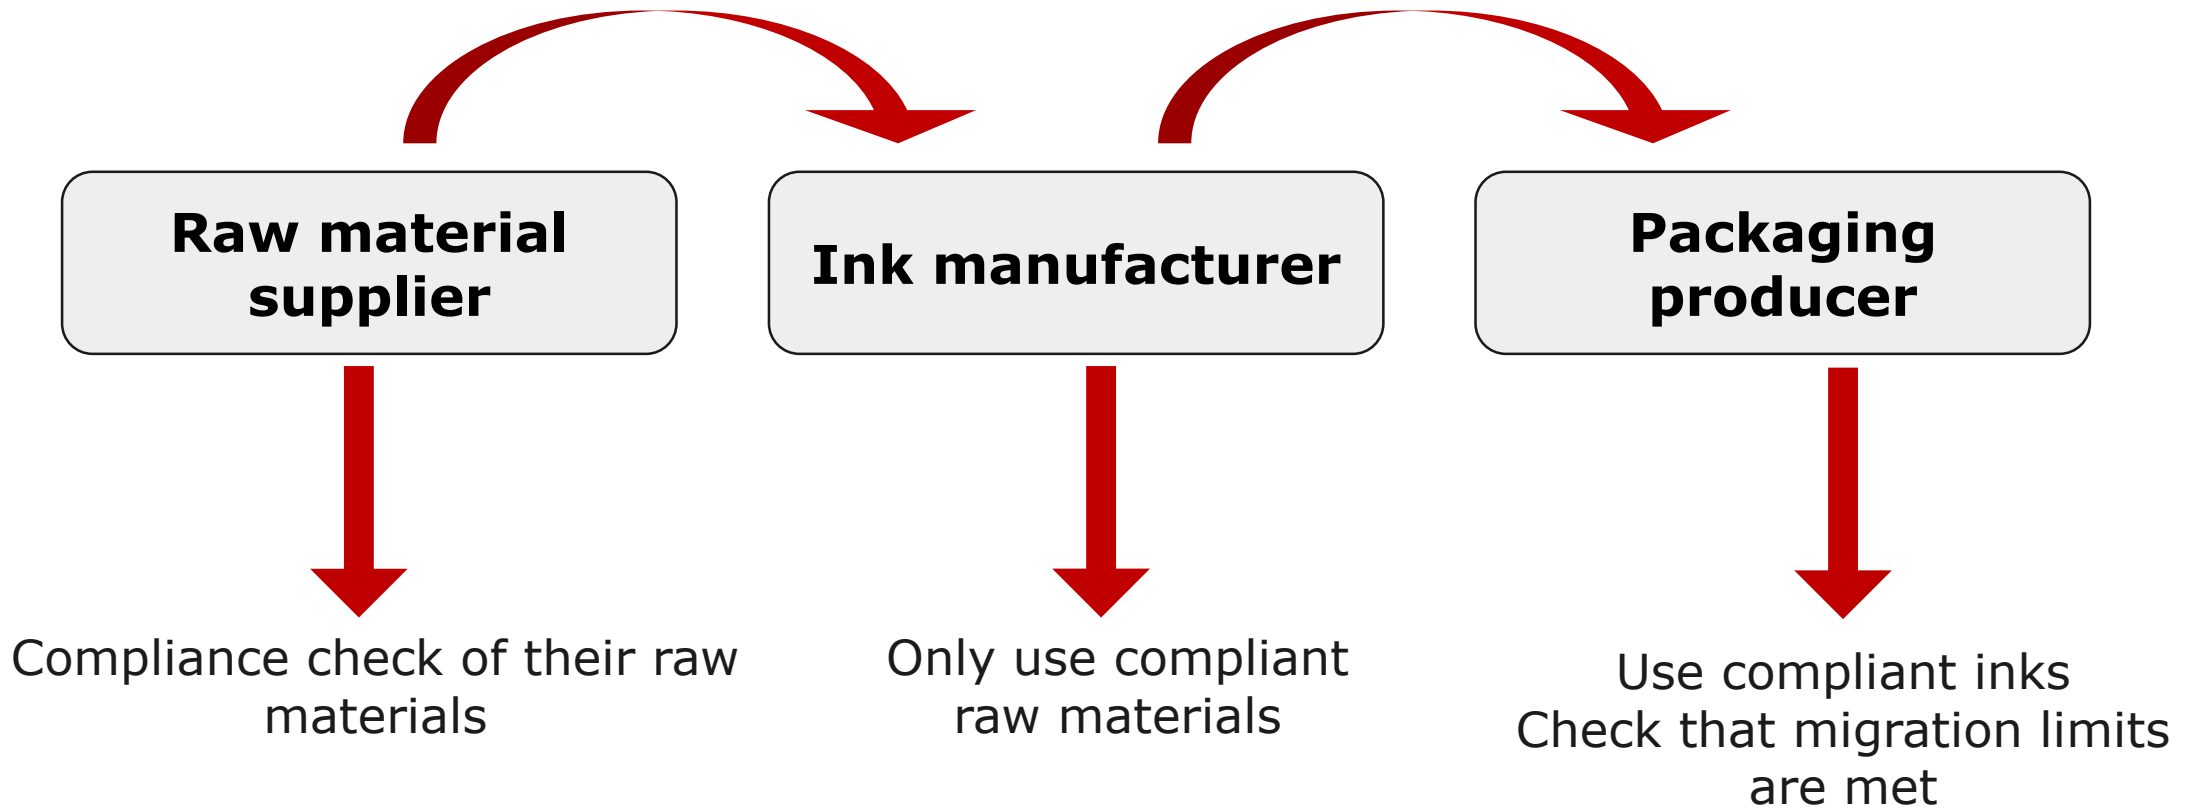 Raw material
supplier
Ink manufacturer
Packaging
producer
Compliance check of their raw
materials
Only use compliant
raw materials
Use compliant inks
Check that migration limits
are met